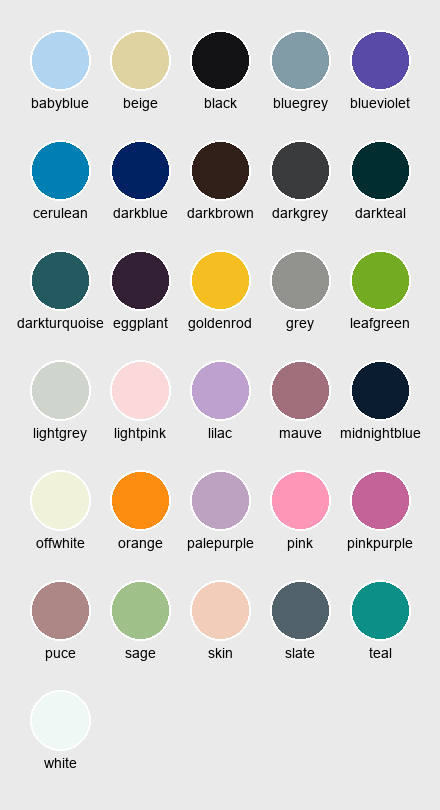 babyblue beige black bluegrey blueviolet
cerulean darkblue darkbrown darkgrey darkteal
darkturquoise eggplant goldenrod grey leafgreen
lightgrey lightpink lilac mauve midnightblue
offwhite orange palepurple pink pinkpurple
puce sage skin slate teal
white